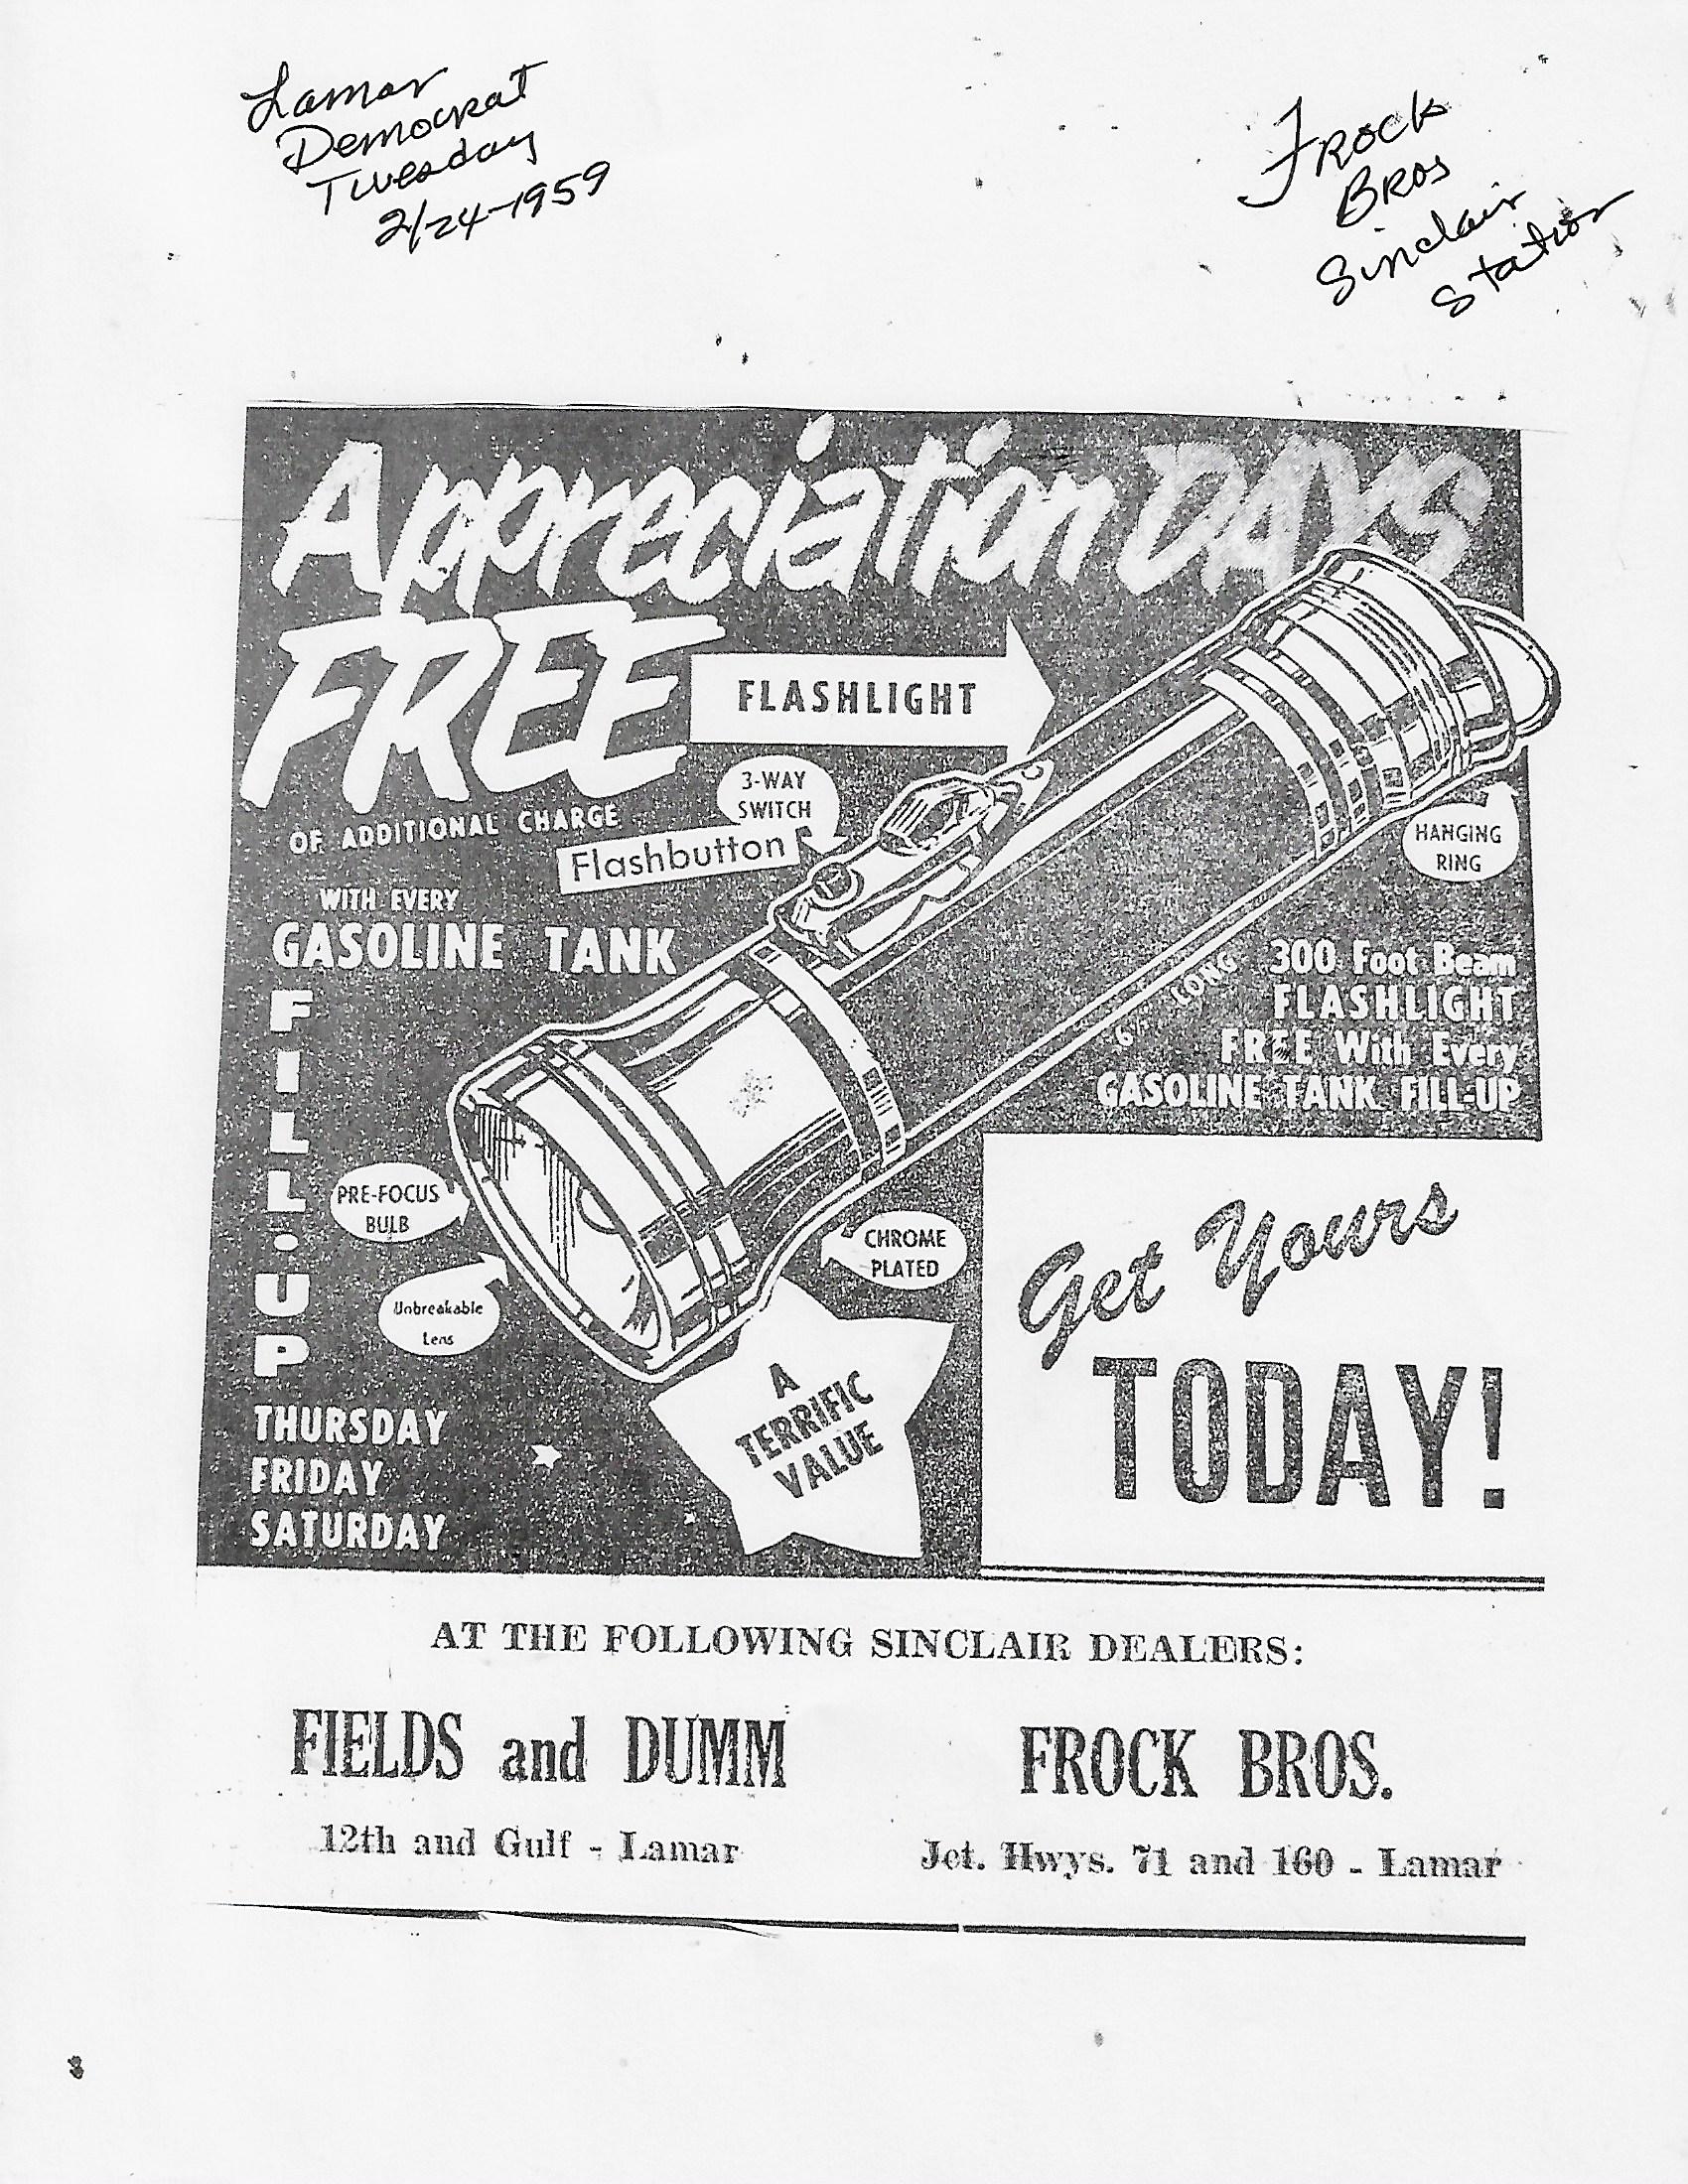 Lamar
Democrat
Tuesday
2/24-1959
Frock
Bros
Sinclair
Station
Appreciation DAYS
FREE
FLASHLIGHT
OF ADDITIONAL CHARGE
3-WAY
SWITCH
Flashbutton
HANGING
RING
WITH EVERY
GASOLINE TANK
FILL-UP
LONG
300 Foot Beam
FLASHLIGHT
FREE With Every
GASOLINE TANK FILL-UP
PRE-FOCUS
BULB
Unbreakable
Lens
CHROME
PLATED
A
TERRIFIC
VALUE
Get Yours
TODAY!
THURSDAY
FRIDAY
SATURDAY
AT THE FOLLOWING SINCLAIR DEALERS:
FIELDS and DUMM
12th and Gulf - Lamar
FROCK BROS.
Jct. Hwys. 71 and 160 - Lamar